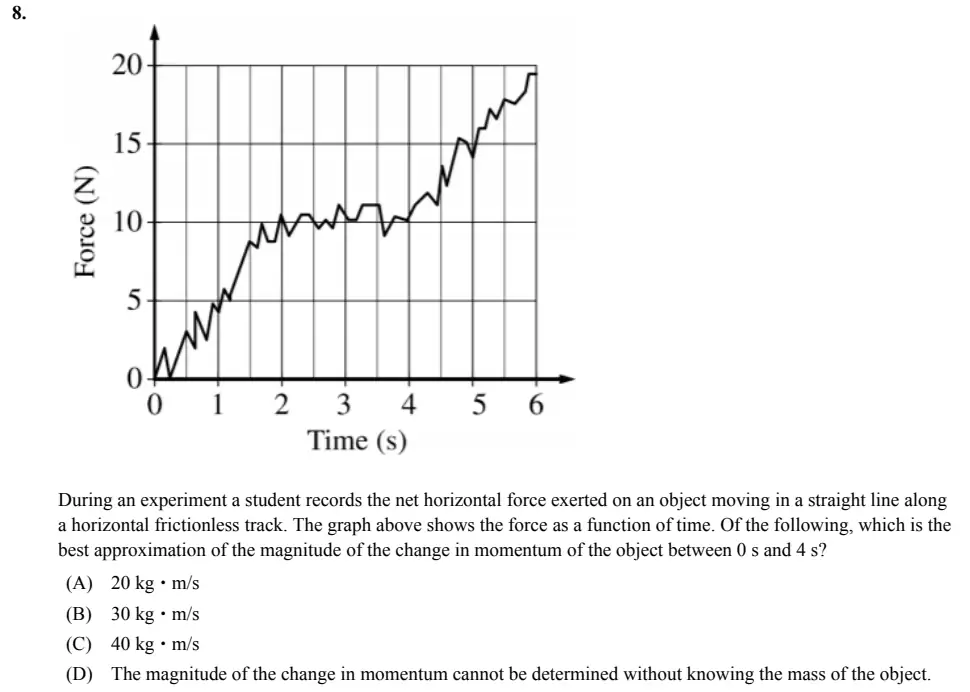 8.
20
15
10
5
0
Force (N)
0 1 2 3 4 5 6
Time (s)
During an experiment a student records the net horizontal force exerted on an object moving in a straight line along
a horizontal frictionless track. The graph above shows the force as a function of time. Of the following, which is the
best approximation of the magnitude of the change in momentum of the object between 0 s and 4 s?
(A) 20 kg · m/s
(B) 30 kg · m/s
(C) 40 kg · m/s
(D) The magnitude of the change in momentum cannot be determined without knowing the mass of the object.